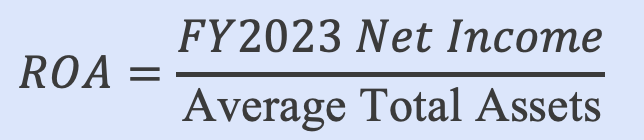 ROA = FY2023 Net Income
Average Total Assets